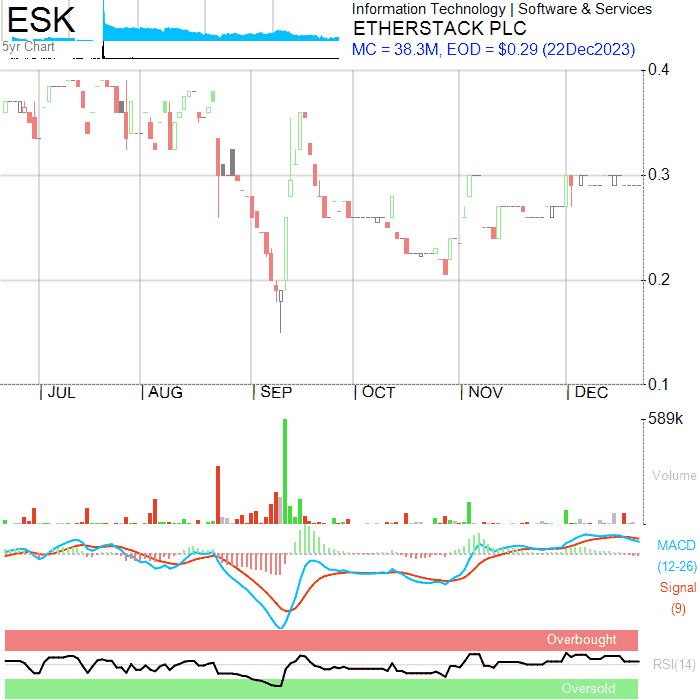 ESK
5yr Chart
Information Technology | Software & Services
ETHERSTACK PLC
MC = 38.3M, EOD = $0.29 (22Dec2023)
0.4
0.3
0.2
0.1
| JUL | AUG | SEP | OCT | NOV | DEC
589k
Volume
MACD
(12-26)
Signal
(9)
Overbought
RSI(14)
Oversold